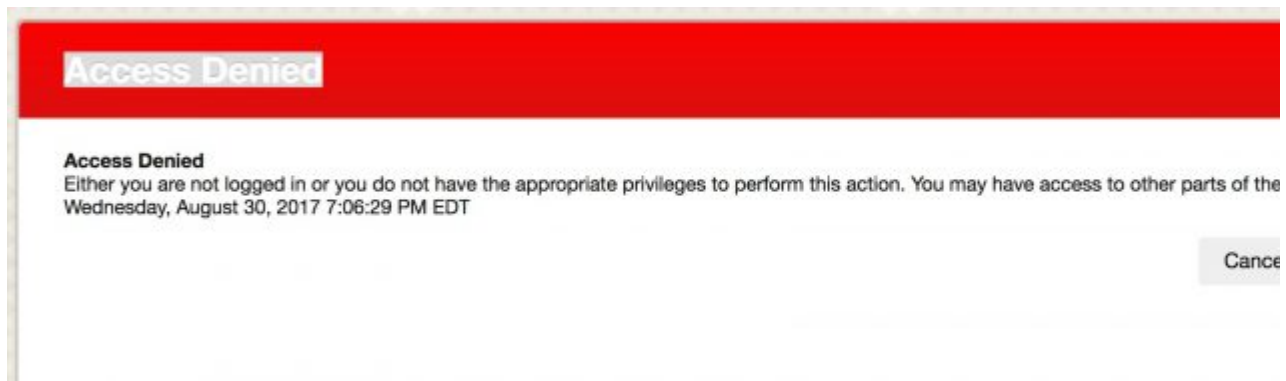 Access Denied
Access Denied
Either you are not logged in or you do not have the appropriate privileges to perform this action. You may have access to other parts of the
Wednesday, August 30, 2017 7:06:29 PM EDT
Cance